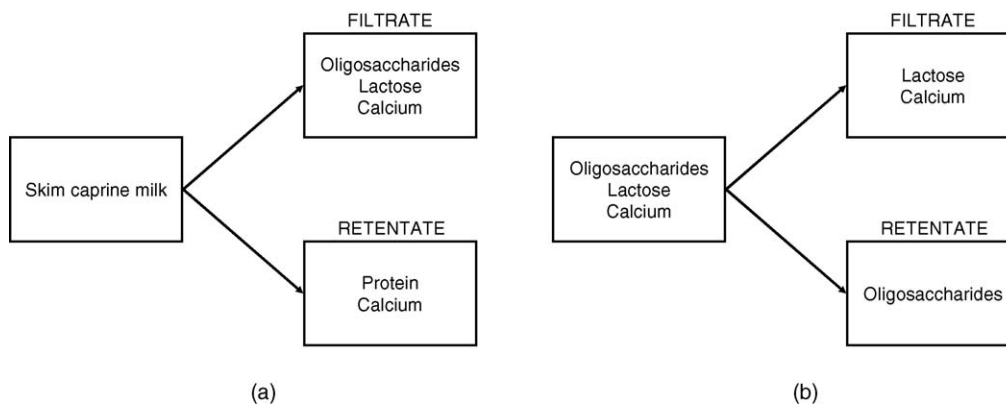 FILTRATE
Oligosaccharides
Lactose
Calcium
Skim caprine milk
RETENTATE
Protein
Calcium
(a)
FILTRATE
Lactose
Calcium
Oligosaccharides
Lactose
Calcium
RETENTATE
Oligosaccharides
(b)